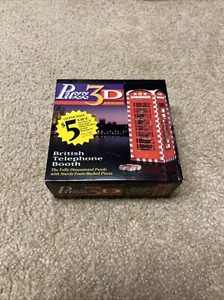 Puzz 3D
5
British
Telephone
Booth
The Fully Dimensional Puzzle
with Sturdy Foam-Backed Pieces